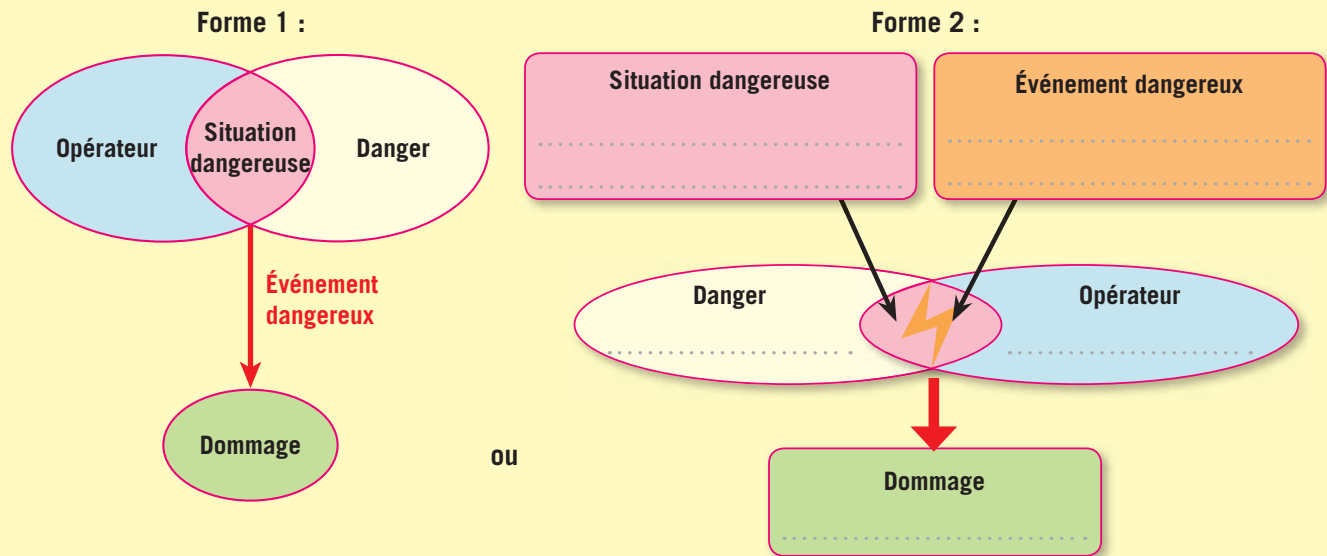 Forme 1 :
Opérateur
Situation
dangereuse
Danger
Événement
dangereux
Dommage
ou
Forme 2 :
Situation dangereuse
Événement dangereux
Danger
Opérateur
Dommage